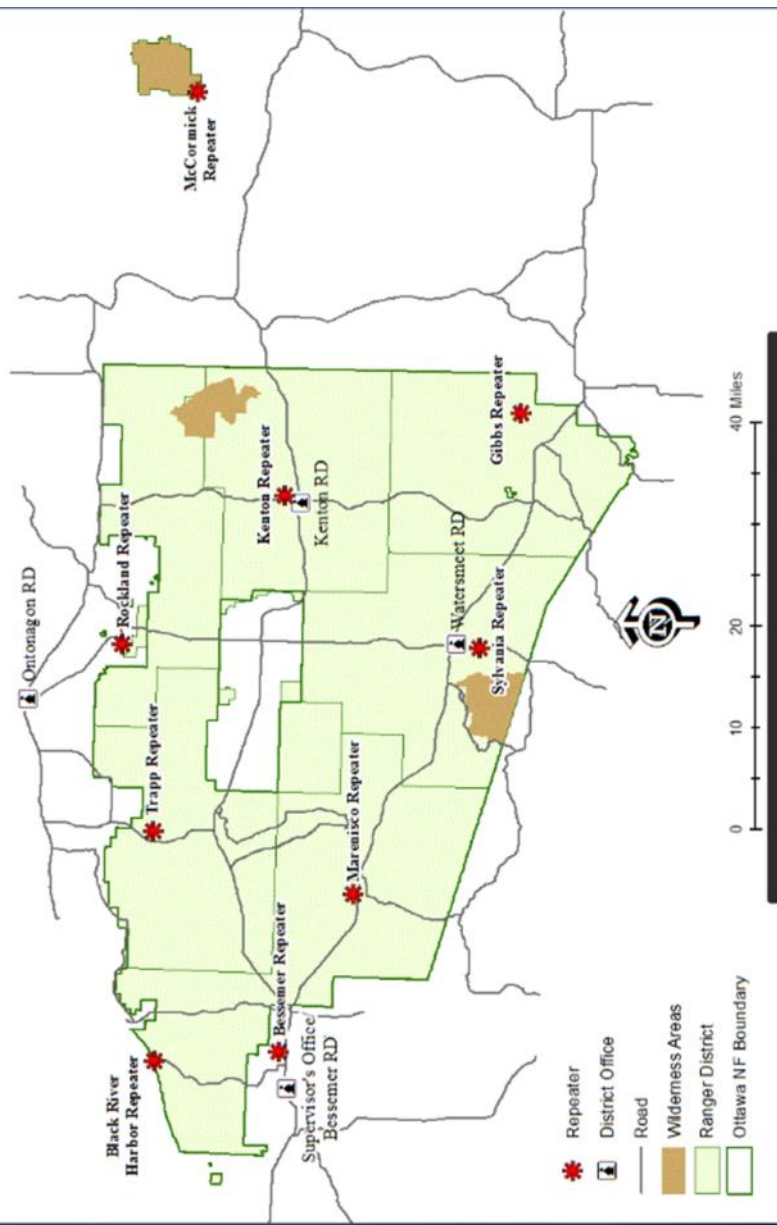 McCormick
Repeater
Ontonagon RD
Rockland Repeater
Trapp Repeater
Kenton Repeater
Kenton RD
Black River
Harbor Repeater
Bessemer Repeater
Supervisor's Office
Bessemer RD
Marenisco Repeater
Watersmeet RD
Sylvania Repeater
Gibbs Repeater
N
Repeater
District Office
Road
Wilderness Areas
Ranger District
Ottawa NF Boundary
0 10 20 40 Miles